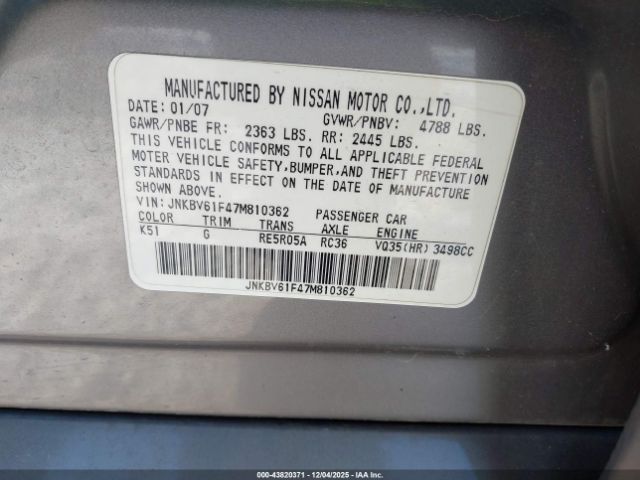 MANUFACTURED BY NISSAN MOTOR CO.,LTD.
DATE: 01/07 GVWR/PNBV: 4788 LBS.
GAWR/PNBE FR: 2363 LBS. RR: 2445 LBS.
THIS VEHICLE CONFORMS TO ALL APPLICABLE FEDERAL
MOTER VEHICLE SAFETY,BUMPER,AND THEFT PREVENTION
STANDARDS IN EFFECT ON THE DATE OF MANUFACTURE
SHOWN ABOVE.
VIN: JNKBV61F47M810362 PASSENGER CAR
COLOR TRIM TRANS AXLE ENGINE
K51 G RE5R05A RC36 VQ35(HR) 3498CC
JNKBV61F47M810362
000-43820371 - 12/04/2025 - IAA, Inc.